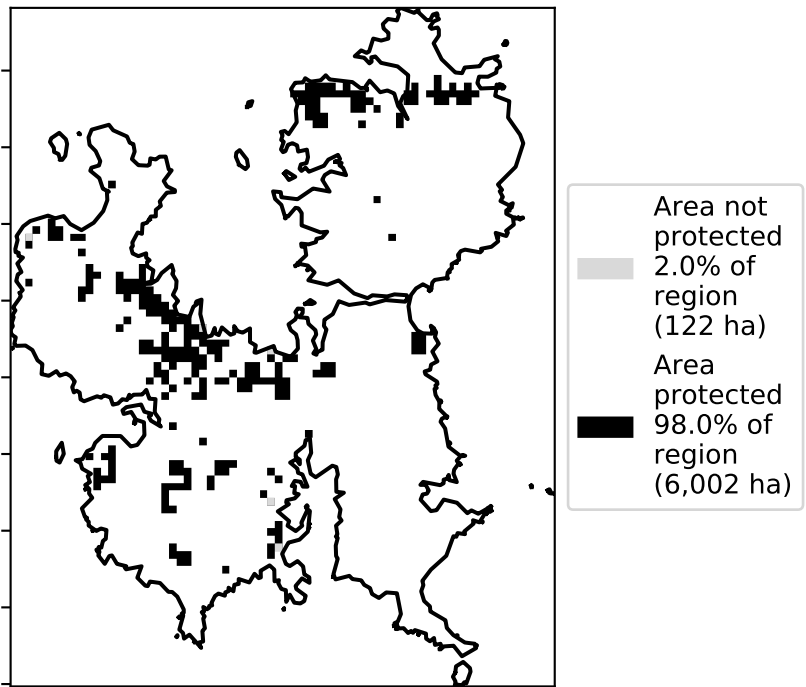 Area not
protected
2.0% of
region
(122 ha)
Area
protected
98.0% of
region
(6,002 ha)